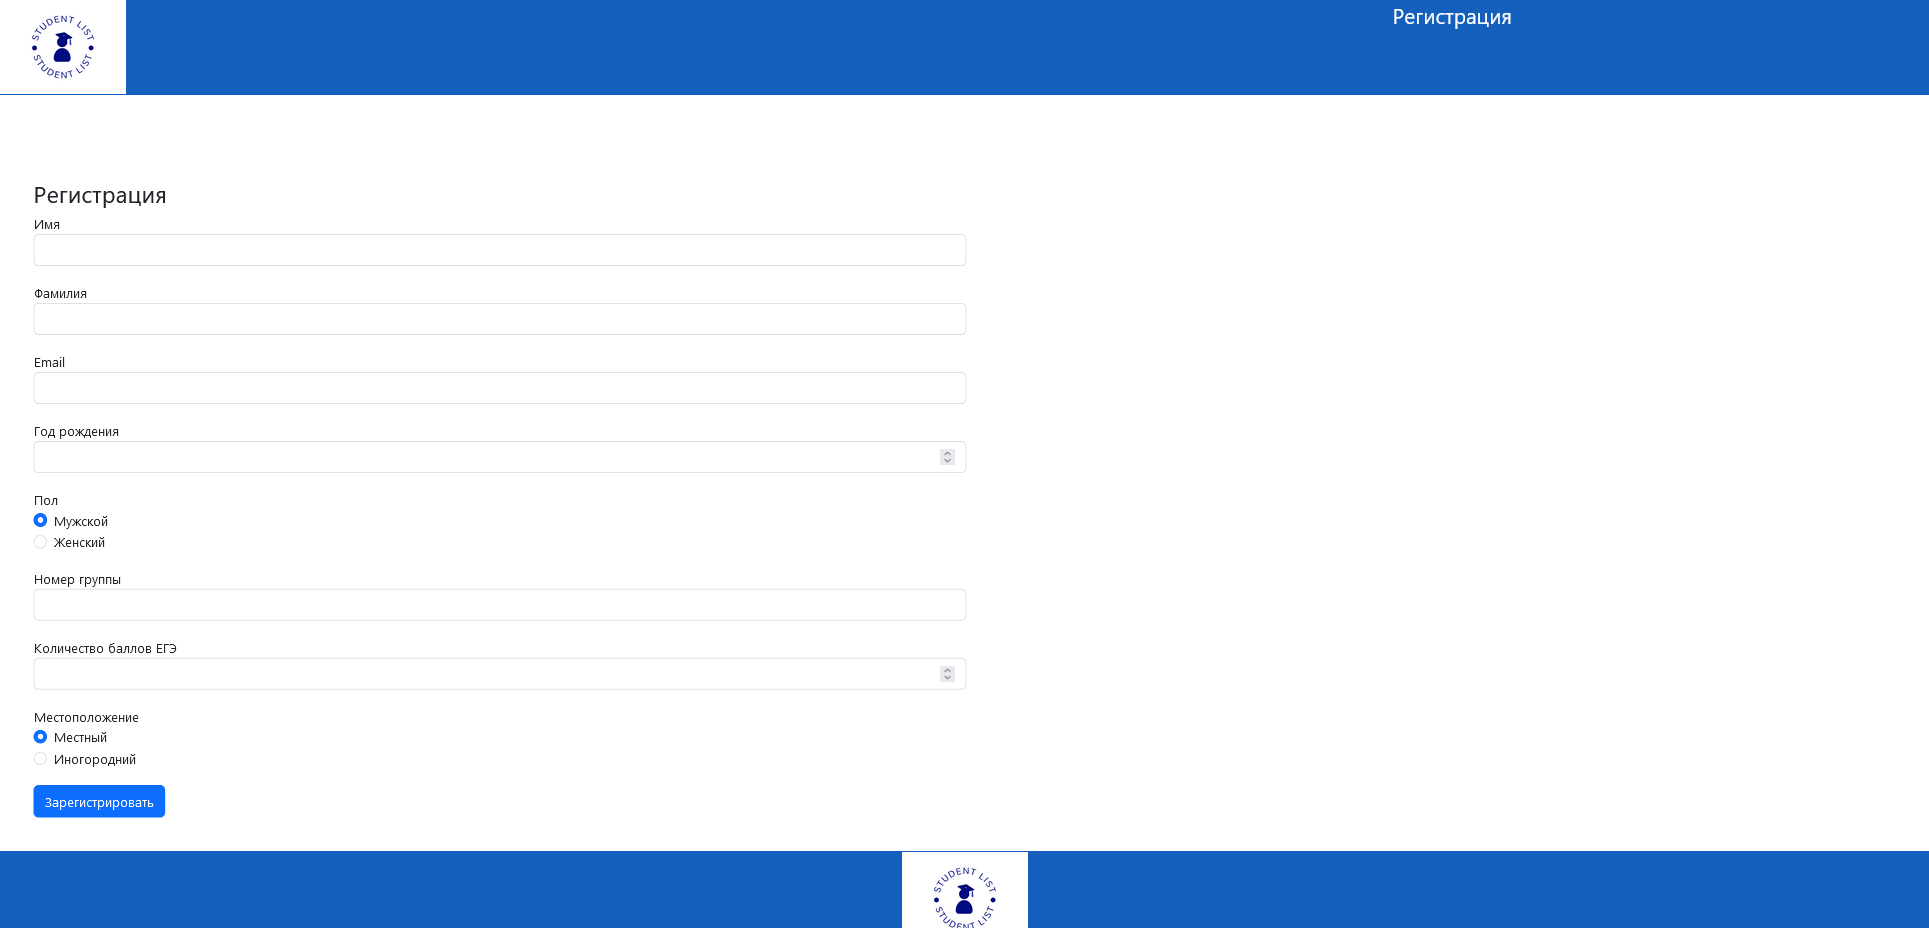 STUDENT LIST
STUDENT LIST
Регистрация
Регистрация
Имя
Фамилия
Email
Год рождения
Пол
Мужской
Женский
Номер группы
Количество баллов ЕГЭ
Местоположение
Местный
Иногородний
Зарегистрировать
STUDENT LIST
STUDENT LIST